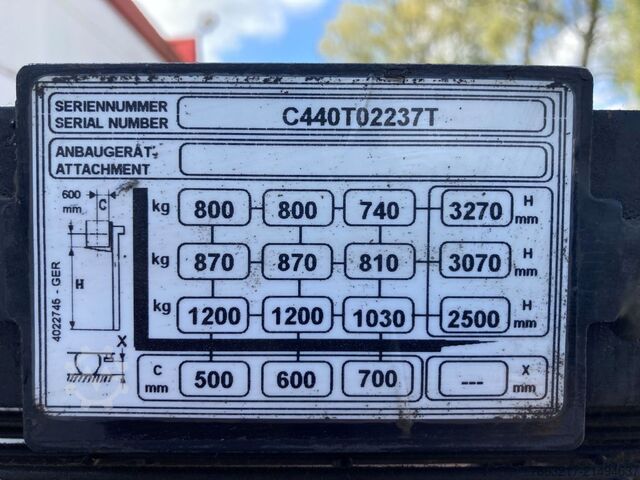 SERIENNUMMER
SERIAL NUMBER
C440T02237T
ANBAUGERÄT-
ATTACHMENT
600
mm
C
kg 800 800 740 3270 H mm
H
kg 870 870 810 3070 H mm
kg 1200 1200 1030 2500 H mm
X
C mm 500 600 700 --- X mm
4022746 - GER